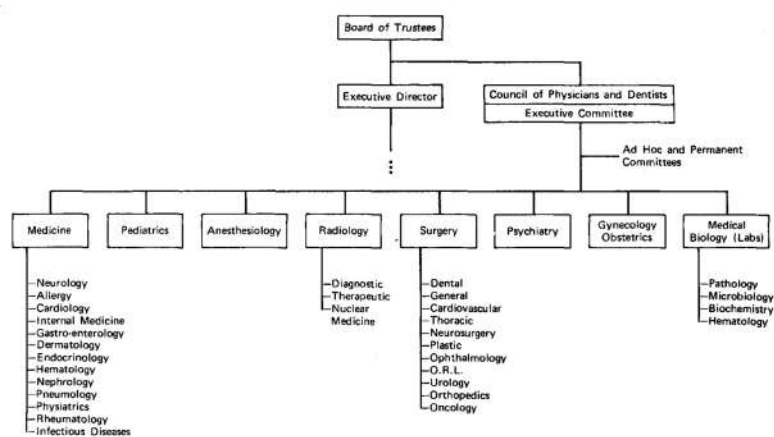 Board of Trustees
Executive Director
Council of Physicians and Dentists
Executive Committee
Ad Hoc and Permanent
Committees
Medicine
Pediatrics
Anesthesiology
Radiology
Surgery
Psychiatry
Gynecology
Obstetrics
Medical
Biology (Labs)
Neurology
Allergy
Cardiology
Internal Medicine
Gastro-enterology
Dermatology
Endocrinology
Hematology
Nephrology
Pneumology
Physiatrics
Rheumatology
Infectious Diseases
Diagnostic
Therapeutic
Nuclear
Medicine
Dental
General
Cardiovascular
Thoracic
Neurosurgery
Plastic
Ophthalmology
O.R.L.
Urology
Orthopedics
Oncology
Pathology
Microbiology
Biochemistry
Hematology